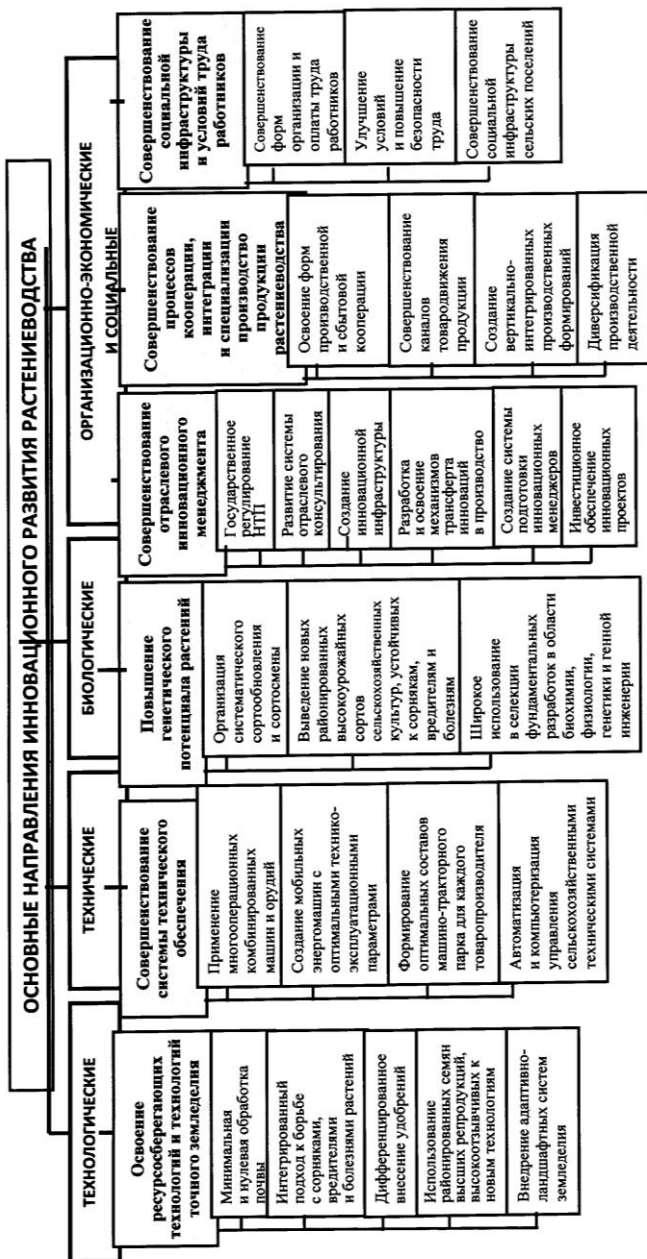 ОСНОВНЫЕ НАПРАВЛЕНИЯ ИННОВАЦИОННОГО РАЗВИТИЯ РАСТЕНИЕВОДСТВА
ТЕХНОЛОГИЧЕСКИЕ
Освоение
ресурсосберегающих
технологий и технологий
точного земледелия
Минимальная
и нулевая обработка
почвы
Интегрированный
подход к борьбе
с сорняками,
вредителями
и болезнями растений
Дифференцированное
внесение удобрений
Использование
районированных семян
высших репродукций,
высокоотзывчивых к
новым технологиям
Внедрение адаптивно-
ландшафтных систем
земледелия
ТЕХНИЧЕСКИЕ
Совершенствование
системы технического
обеспечения
Применение
многооперационных
комбинированных
машин и орудий
Создание мобильных
энергомашин с
оптимальными технико-
эксплуатационными
параметрами
Формирование
оптимальных составов
машино-тракторного
парка для каждого
товаропроизводителя
Автоматизация
и компьютеризация
управления
сельскохозяйственными
техническими системами
БИОЛОГИЧЕСКИЕ
Повышение
генетического
потенциала растений
Организация
систематического
сортообновления
и сортосмены
Выведение новых
районированных
высокоурожайных
сортов
сельскохозяйственных
культур, устойчивых
к сорнякам,
вредителям и
болезням
Широкое
использование
в селекции
фундаментальных
разработок в области
биохимии,
физиологии,
генетики и генной
инженерии
ОРГАНИЗАЦИОННО-ЭКОНОМИЧЕСКИЕ
И СОЦИАЛЬНЫЕ
Совершенствование
отраслевого
инновационного
менеджмента
Государственное
регулирование
НТП
Развитие системы
отраслевого
консультирования
Создание
инновационной
инфраструктуры
Разработка
и освоение
механизмов
трансферта
инноваций
в производство
Создание системы
подготовки
инновационных
менеджеров
Инвестиционное
обеспечение
инновационных
проектов
Совершенствование
процессов
кооперации,
интеграции
и специализации
производство
продукции
растениеводства
Освоение форм
производственной
и сбытовой
кооперации
Совершенствование
каналов
товародвижения
продукции
Создание
вертикально-
интегрированных
производственных
формирований
Диверсификация
производственной
деятельности
Совершенствование
социальной
инфраструктуры
и условий труда
работников
Совершенствование
форм
организации и
оплаты труда
работников
Улучшение
условий
и повышение
безопасности
труда
Совершенствование
социальной
инфраструктуры
сельских поселений